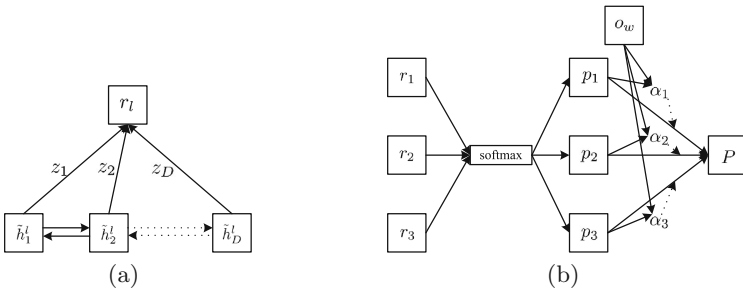 r_l
z_1 z_2 z_D
h̃_1^l h̃_2^l h̃_D^l
(a)
o_w
r_1 p_1 α_1
r_2 softmax p_2 α_2 P
r_3 p_3 α_3
(b)